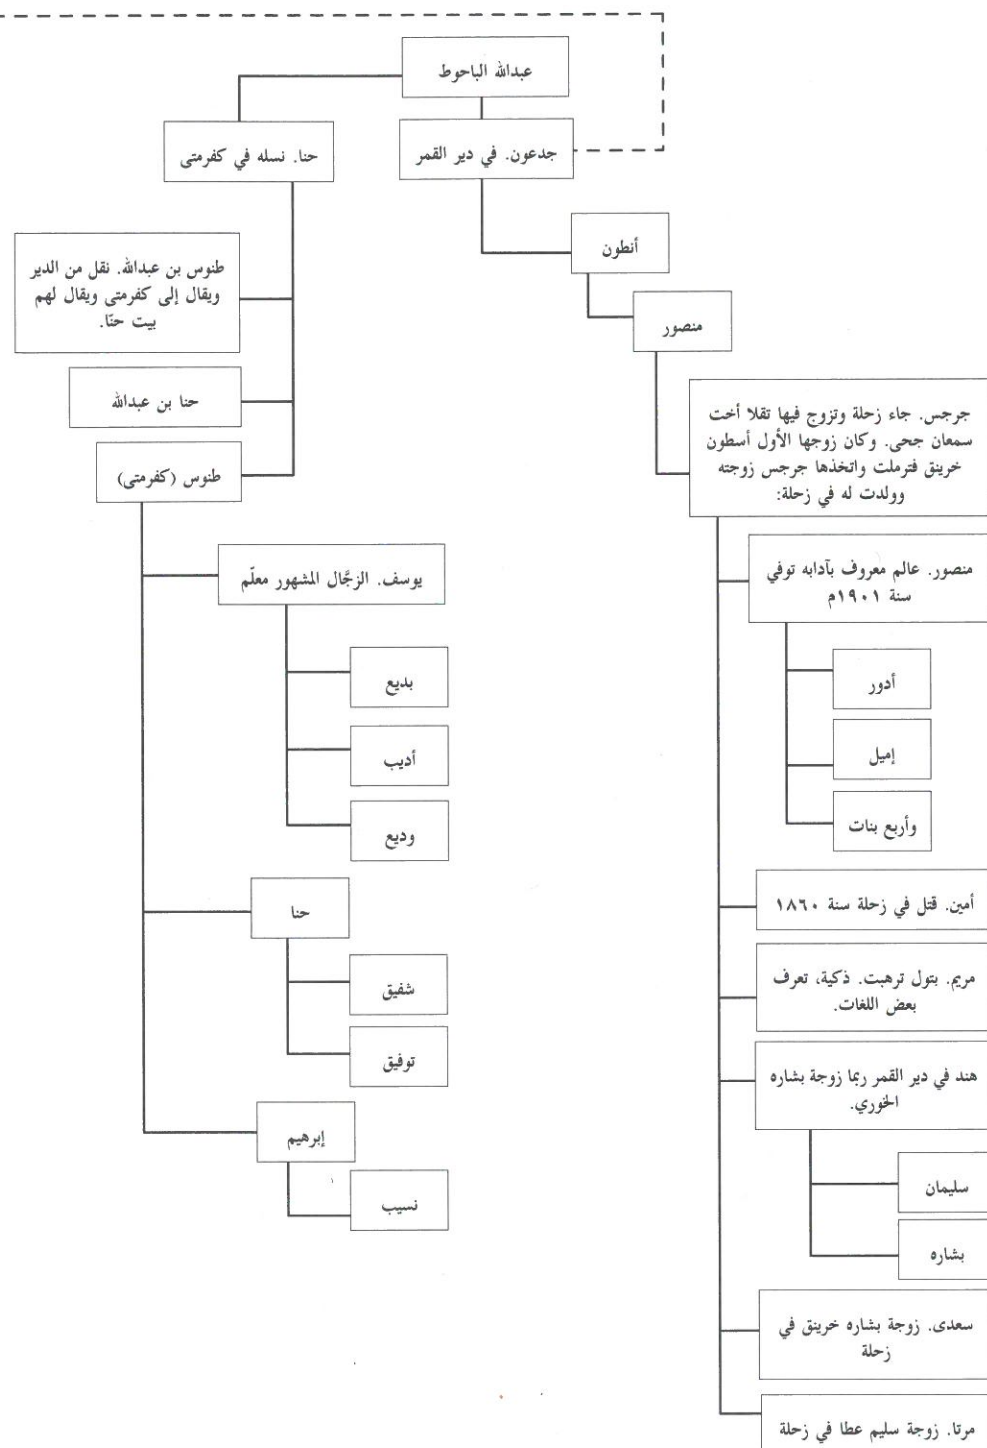 عبدالله الباحوط
جدعون. في دير القمر
أنطون
منصور
جرجس. جاء زحلة وتزوج فيها تقلا أخت
سمعان جحى. وكان زوجها الأول أسطون
خرينق فترملت واتخذها جرجس زوجته
وولدت له في زحلة:
منصور. عالم معروف بآدابه توفي
سنة ١٩٠١م
أدور
إميل
وأربع بنات
أمين. قتل في زحلة سنة ١٨٦٠
مريم. بتول ترهبت. ذكية، تعرف
بعض اللغات.
هند في دير القمر ربما زوجة بشاره
الخوري.
سليمان
بشاره
سعدى. زوجة بشاره خرينق في
زحلة
مرتا. زوجة سليم عطا في زحلة
حنا. نسله في كفرمتى
طنوس بن عبدالله. نقل من الدير
ويقال إلى كفرمتى ويقال لهم
بيت حنّا.
حنا بن عبدالله
طنوس (كفرمتى)
يوسف. الزجَّال المشهور معلّم
بديع
أديب
وديع
حنا
شفيق
توفيق
إبرهيم
نسيب